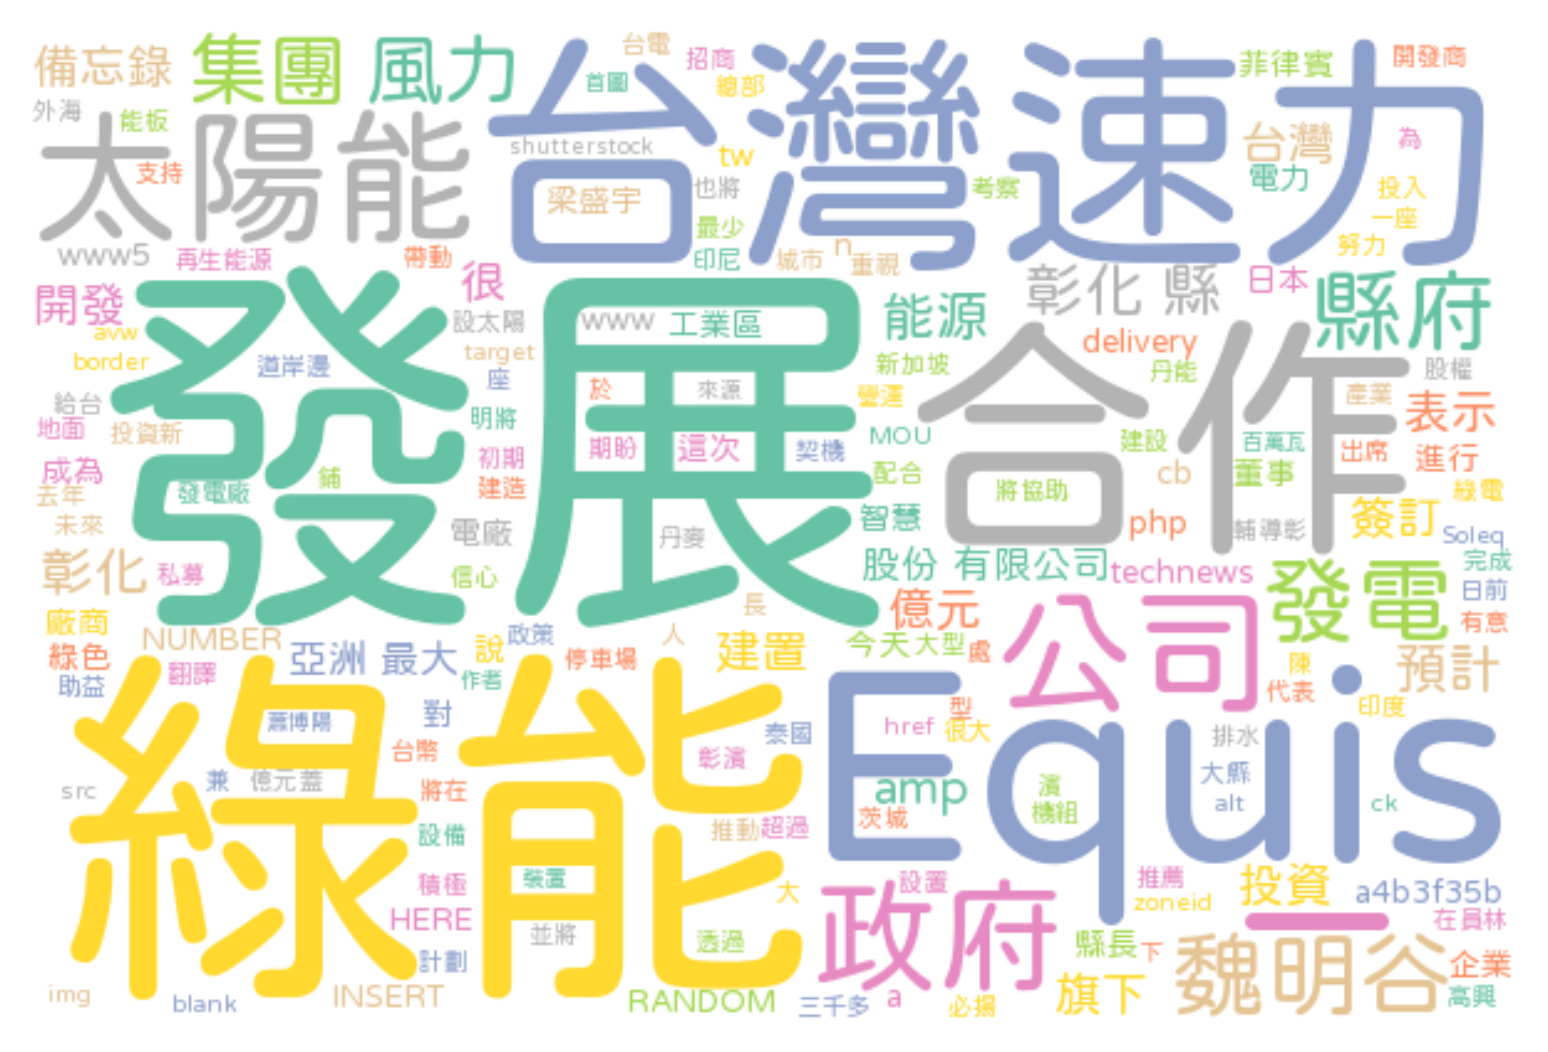 備忘錄 集團 風力 台電 招商 菲律賓 開發商
首圖 總部
外海 能板 台灣速力
太陽能 支持 shutterstock tw 台灣 為
梁盛宇 也將 考察 電力 投入
最少 一座
www5 再生能源 帶動 印尼 城市 n 重視 努力
開發 很 彰化 縣 日本 縣府
avw 設太陽 www 工業區 能源 delivery
border 道岸邊 target 座 新加坡 丹能 股權
發展 合作
給台 明將 於 來源 營運 產業 表示
地面 投資新 期盼 這次 契機 MOU 建設 百萬瓦 出席 進行
成為 初期 配合 cb 董事
去年 發電廠 鋪 建造 將協助 綠電
未來 電廠 丹麥 智慧 php 輔導彰 簽訂 Soleq
彰化 私募 信心 股份 有限公司 technews 發電 完成
日前
廠商 長 億元 公司 有意
NUMBER 亞洲 最大 說 政策 人 建置 今天 大型 處
綠色 翻譯 作者 停車場 陳 預計
助益 代表
綠能 Equis
蕭博陽 對 泰國 href 型 很大 印度
台幣 彰濱 排水
src 兼 億元蓋 將在 amp 濱 大縣
機組 alt ck
設備 推動 超過 茨城
積極 裝置 大 政府 設置 推薦 投資 a4b3f35b
HERE 並將 透過 zoneid 一 在員林
計劃 縣長 下 魏明谷 企業
img blank INSERT RANDOM 三千多 a 必揚 旗下 高興